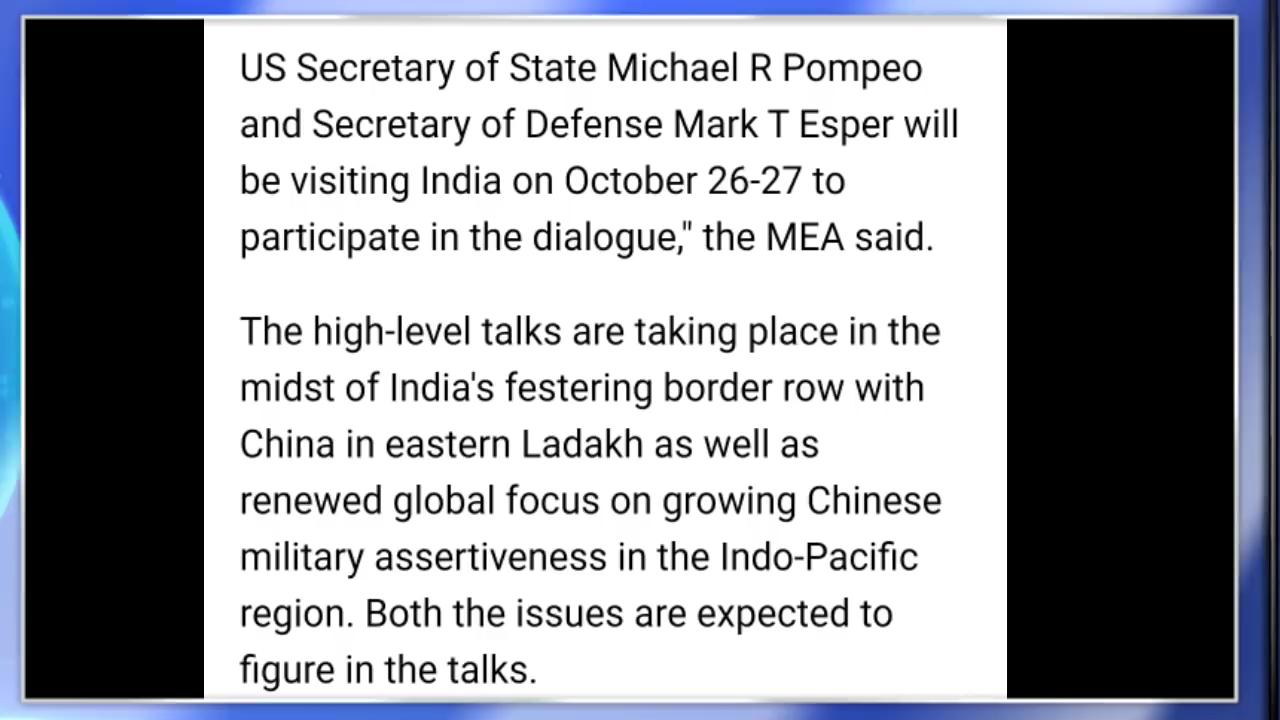 US Secretary of State Michael R Pompeo
and Secretary of Defense Mark T Esper will
be visiting India on October 26-27 to
participate in the dialogue," the MEA said.
The high-level talks are taking place in the
midst of India's festering border row with
China in eastern Ladakh as well as
renewed global focus on growing Chinese
military assertiveness in the Indo-Pacific
region. Both the issues are expected to
figure in the talks.